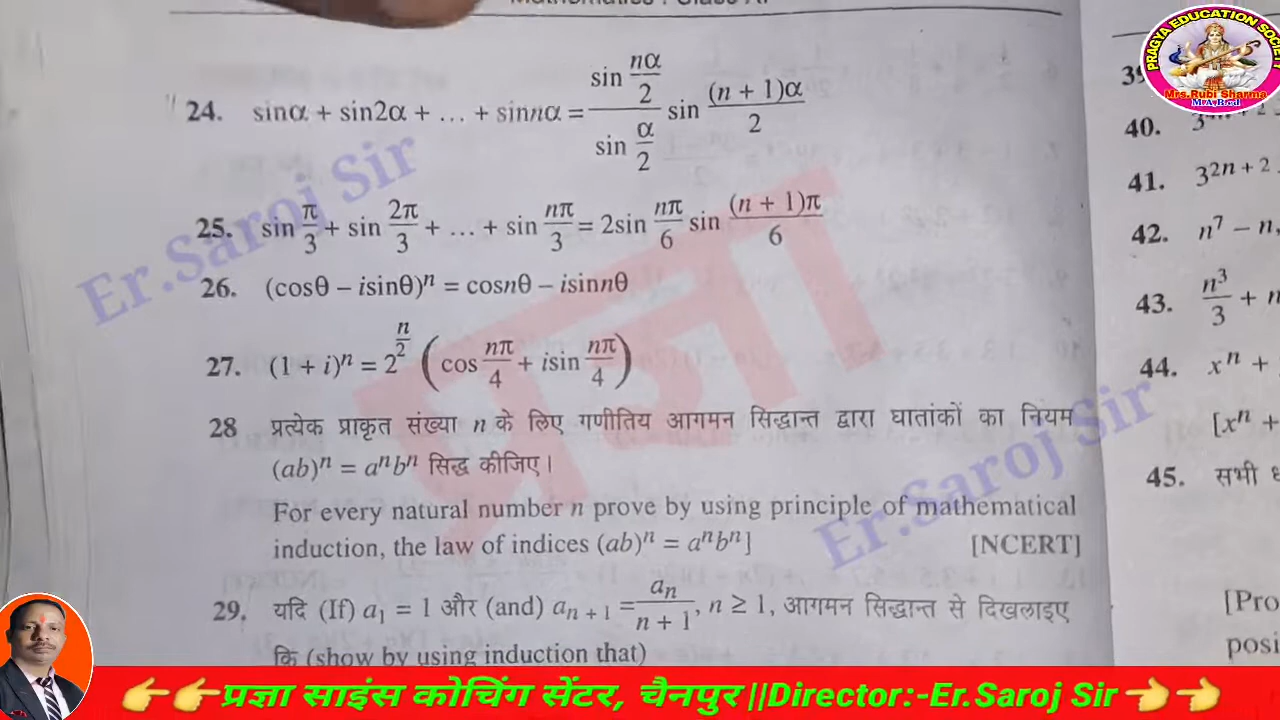 24. sinα + sin2α + ... + sinnα = sin nα/2 / sin α/2 sin (n + 1)α/2
25. sin π/3 + sin 2π/3 + ... + sin nπ/3 = 2sin nπ/6 sin (n + 1)π/6
26. (cosθ – isinθ)ⁿ = cosnθ – isinnθ
27. (1 + i)ⁿ = 2^(n/2) (cos nπ/4 + isin nπ/4)
28 प्रत्येक प्राकृत संख्या n के लिए गणीतिय आगमन सिद्धान्त द्वारा घातांकों का नियम
(ab)ⁿ = aⁿbⁿ सिद्ध कीजिए।
For every natural number n prove by using principle of mathematical
induction, the law of indices (ab)ⁿ = aⁿbⁿ] [NCERT]
29. यदि (If) a₁ = 1 और (and) aₙ₊₁ = aₙ/n + 1, n ≥ 1, आगमन सिद्धान्त से दिखलाइए
कि (show by using induction that)
40.
41. 3²ⁿ⁺²
42. n⁷ – n,
43. n³/3 +
44. xⁿ +
[xⁿ +
45. सभी
[Pro
posi
Er.Saroj Sir
प्रज्ञा
Er.Saroj Sir
PRAGYA EDUCATION SOCIETY
Mrs.Rubi Sharma
M.A,B.ed
👉👉प्रज्ञा साइंस कोचिंग सेंटर, चैनपुर ||Director:-Er.Saroj Sir👈👈